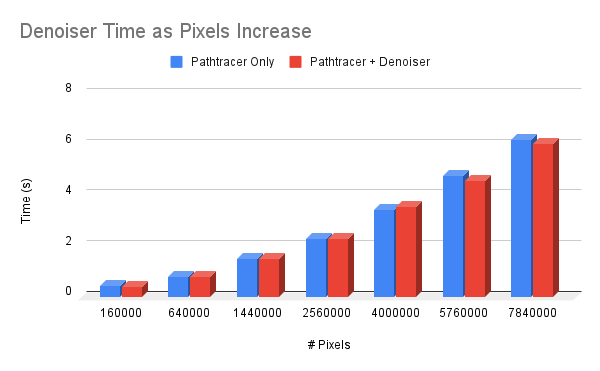 Denoiser Time as Pixels Increase
Pathtracer Only Pathtracer + Denoiser
8
6
4
2
0
Time (s)
160000 640000 1440000 2560000 4000000 5760000 7840000
# Pixels